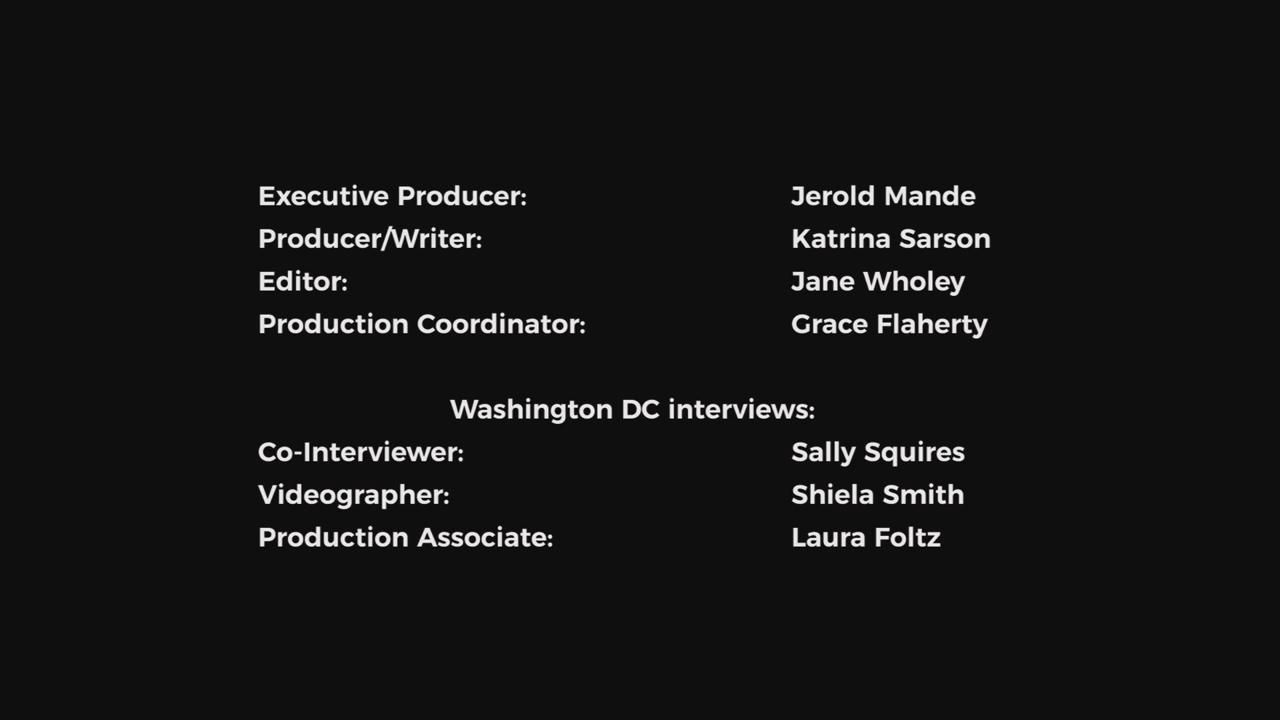 Executive Producer: Jerold Mande
Producer/Writer: Katrina Sarson
Editor: Jane Wholey
Production Coordinator: Grace Flaherty
Washington DC interviews:
Co-Interviewer: Sally Squires
Videographer: Shiela Smith
Production Associate: Laura Foltz